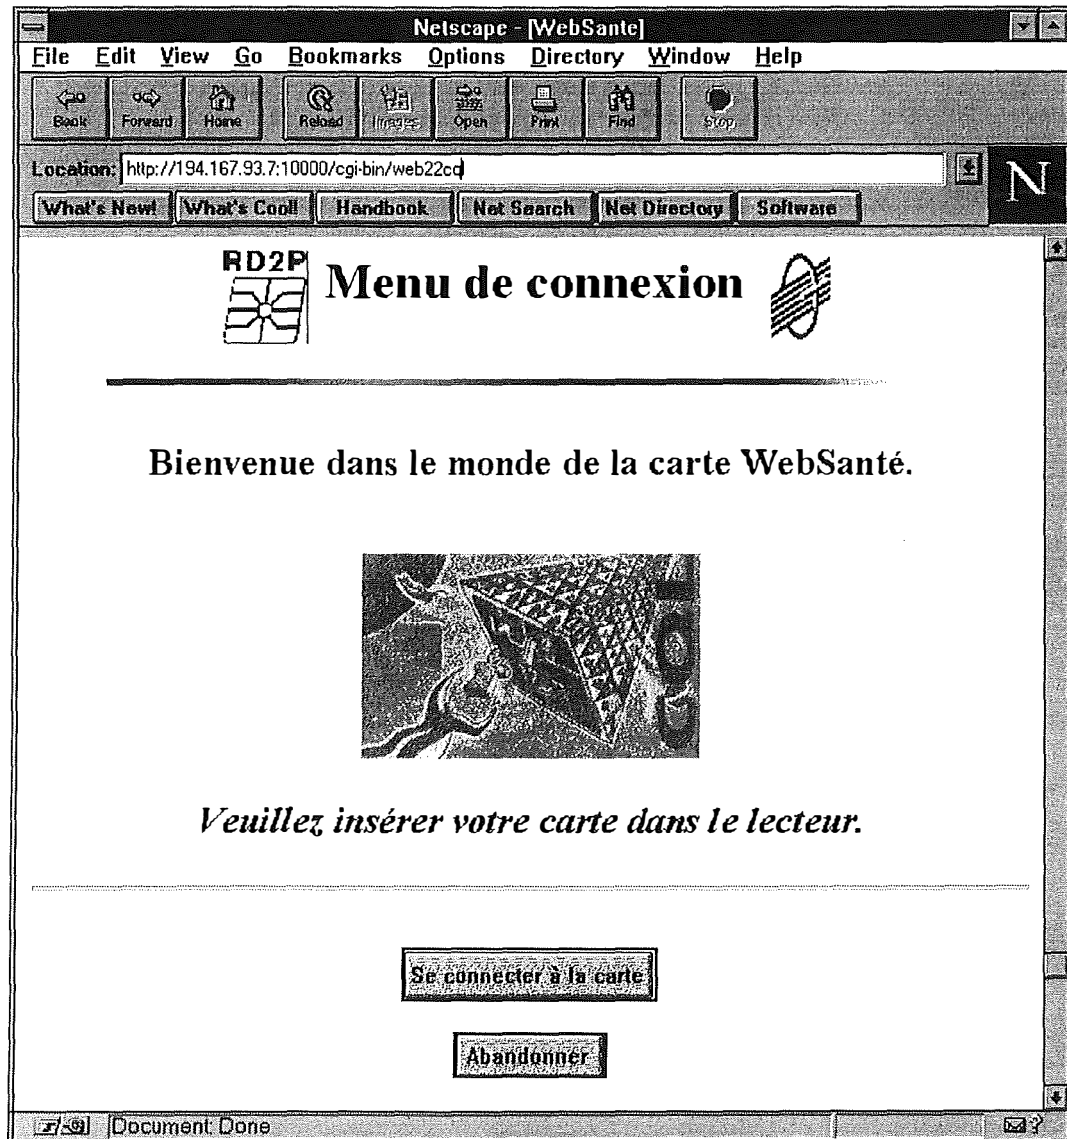 Netscape - [WebSante]
File Edit View Go Bookmarks Options Directory Window Help
Back Forward Home Reload Images Open Print Find Stop
Location: http://194.167.93.7:10000/cgi-bin/web22cq
What's New! What's Cool! Handbook Net Search Net Directory Software
N
RD2P Menu de connexion
Bienvenue dans le monde de la carte WebSanté.
Veuillez insérer votre carte dans le lecteur.
Se connecter à la carte
Abandonner
Document: Done